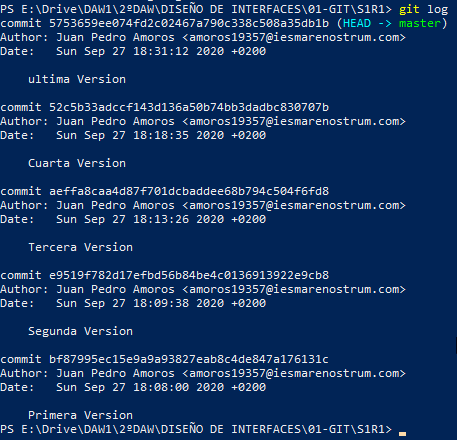 PS E:\Drive\DAW1\2ºDAW\DISEÑO DE INTERFACES\01-GIT\S1R1> git log
commit 5753659ee074fd2c02467a790c338c508a35db1b (HEAD -> master)
Author: Juan Pedro Amoros <amoros19357@iesmarenostrum.com>
Date:   Sun Sep 27 18:31:12 2020 +0200
    ultima Version
commit 52c5b33adccf143d136a50b74bb3dadbc830707b
Author: Juan Pedro Amoros <amoros19357@iesmarenostrum.com>
Date:   Sun Sep 27 18:18:35 2020 +0200
    Cuarta Version
commit aeffa8caa4d87f701dcbaddee68b794c504f6fd8
Author: Juan Pedro Amoros <amoros19357@iesmarenostrum.com>
Date:   Sun Sep 27 18:13:26 2020 +0200
    Tercera Version
commit e9519f782d17efbd56b84be4c0136913922e9cb8
Author: Juan Pedro Amoros <amoros19357@iesmarenostrum.com>
Date:   Sun Sep 27 18:09:38 2020 +0200
    Segunda Version
commit bf87995ec15e9a9a93827eab8c4de847a176131c
Author: Juan Pedro Amoros <amoros19357@iesmarenostrum.com>
Date:   Sun Sep 27 18:08:00 2020 +0200
    Primera Version
PS E:\Drive\DAW1\2ºDAW\DISEÑO DE INTERFACES\01-GIT\S1R1>